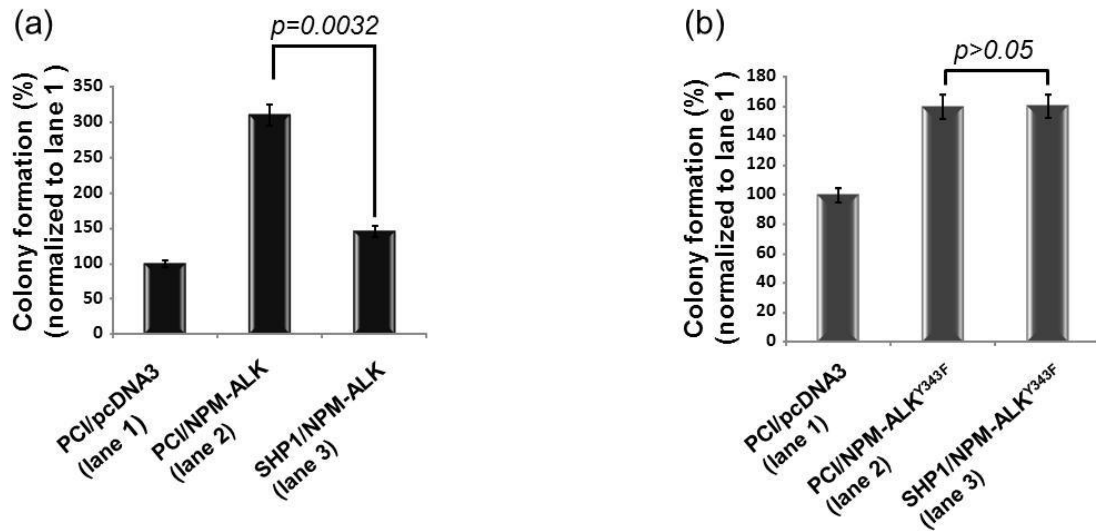 (a)
p=0.0032
Colony formation (%)
(normalized to lane 1 )
350
300
250
200
150
100
50
0
PCI/pcDNA3
(lane 1)
PCI/NPM-ALK
(lane 2)
SHP1/NPM-ALK
(lane 3)
(b)
p>0.05
Colony formation (%)
(normalized to lane 1 )
180
160
140
120
100
80
60
40
20
0
PCI/pcDNA3
(lane 1)
PCI/NPM-ALKY343F
(lane 2)
SHP1/NPM-ALKY343F
(lane 3)